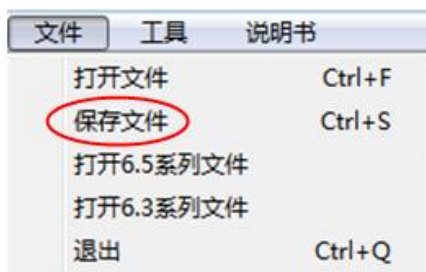 文件 工具 说明书
打开文件 Ctrl+F
保存文件 Ctrl+S
打开6.5系列文件
打开6.3系列文件
退出 Ctrl+Q